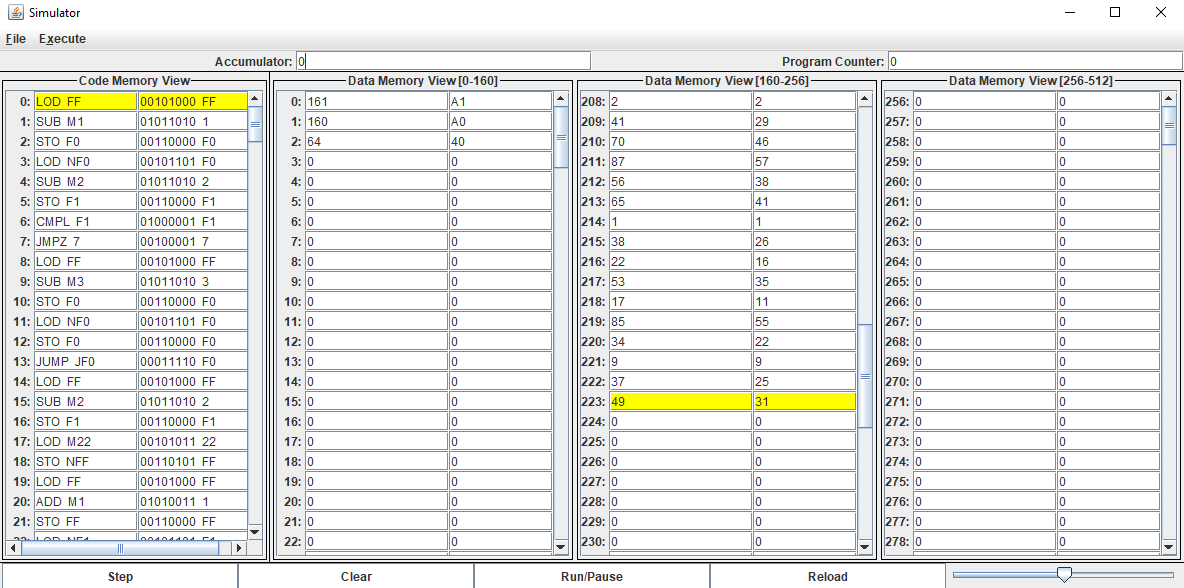 Simulator
File Execute
Accumulator: 0 Program Counter: 0
Code Memory View Data Memory View [0-160] Data Memory View [160-256] Data Memory View [256-512]
0: LOD FF 00101000 FF 0: 161 A1 208: 2 2 256: 0 0
1: SUB M1 01011010 1 1: 160 A0 209: 41 29 257: 0 0
2: STO F0 00110000 F0 2: 64 40 210: 70 46 258: 0 0
3: LOD NF0 00101101 F0 3: 0 0 211: 87 57 259: 0 0
4: SUB M2 01011010 2 4: 0 0 212: 56 38 260: 0 0
5: STO F1 00110000 F1 5: 0 0 213: 65 41 261: 0 0
6: CMPL F1 01000001 F1 6: 0 0 214: 1 1 262: 0 0
7: JMPZ 7 00100001 7 7: 0 0 215: 38 26 263: 0 0
8: LOD FF 00101000 FF 8: 0 0 216: 22 16 264: 0 0
9: SUB M3 01011010 3 9: 0 0 217: 53 35 265: 0 0
10: STO F0 00110000 F0 10: 0 0 218: 17 11 266: 0 0
11: LOD NF0 00101101 F0 11: 0 0 219: 85 55 267: 0 0
12: STO F0 00110000 F0 12: 0 0 220: 34 22 268: 0 0
13: JUMP JF0 00011110 F0 13: 0 0 221: 9 9 269: 0 0
14: LOD FF 00101000 FF 14: 0 0 222: 37 25 270: 0 0
15: SUB M2 01011010 2 15: 0 0 223: 49 31 271: 0 0
16: STO F1 00110000 F1 16: 0 0 224: 0 0 272: 0 0
17: LOD M22 00101011 22 17: 0 0 225: 0 0 273: 0 0
18: STO NFF 00110101 FF 18: 0 0 226: 0 0 274: 0 0
19: LOD FF 00101000 FF 19: 0 0 227: 0 0 275: 0 0
20: ADD M1 01010011 1 20: 0 0 228: 0 0 276: 0 0
21: STO FF 00110000 FF 21: 0 0 229: 0 0 277: 0 0
22: LOD NF1 00101101 F1 22: 0 0 230: 0 0 278: 0 0
Step Clear Run/Pause Reload